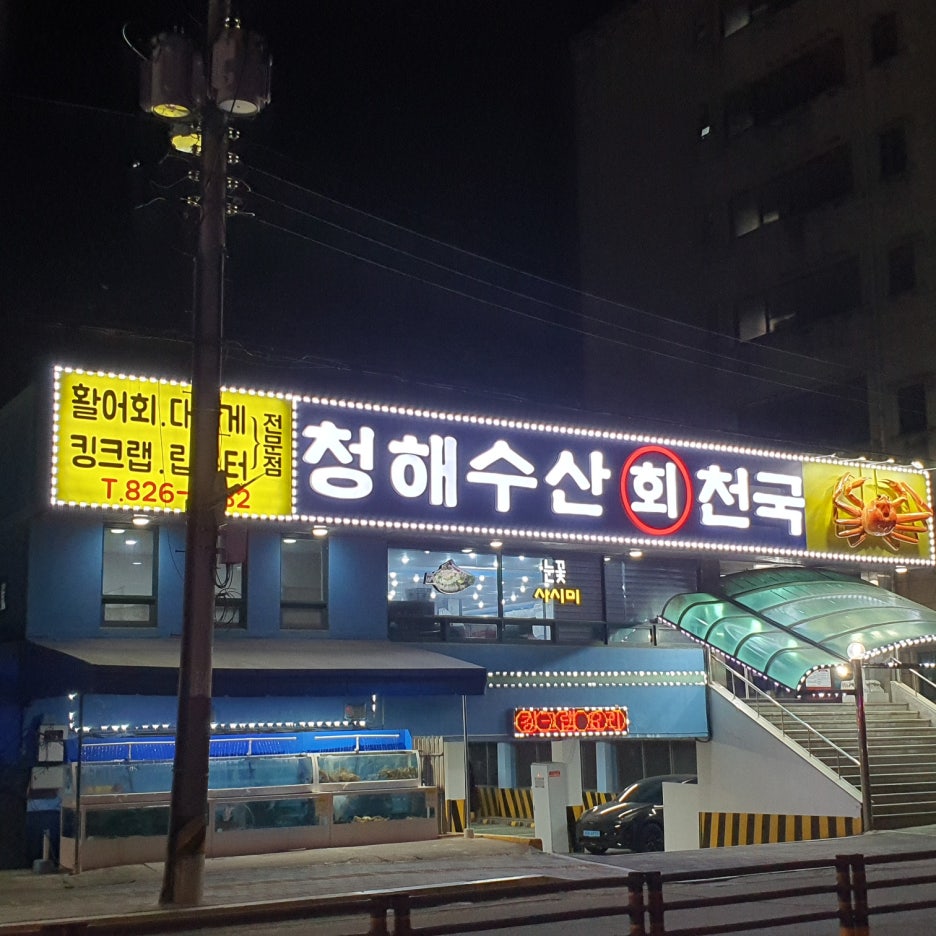 활어회.대게
킹크랩.랍스터
전문점
T.826-
청해수산 회 천국
눈꽃
사시미